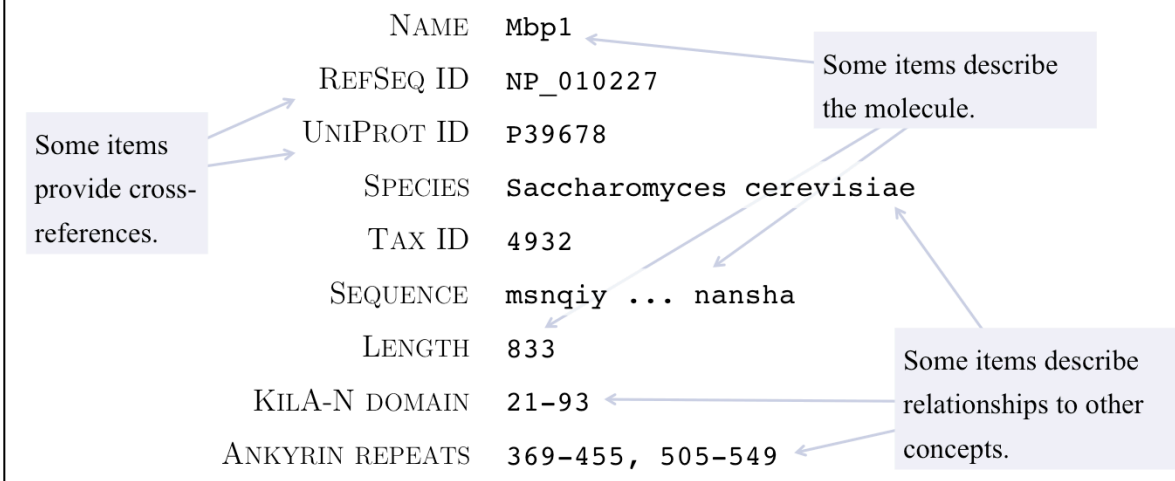 NAME Mbp1
REFSEQ ID NP_010227
UNIPROT ID P39678
SPECIES Saccharomyces cerevisiae
TAX ID 4932
SEQUENCE msnqiy ... nansha
LENGTH 833
KILA-N DOMAIN 21-93
ANKYRIN REPEATS 369-455, 505-549
Some items describe
the molecule.
Some items
provide cross-
references.
Some items describe
relationships to other
concepts.